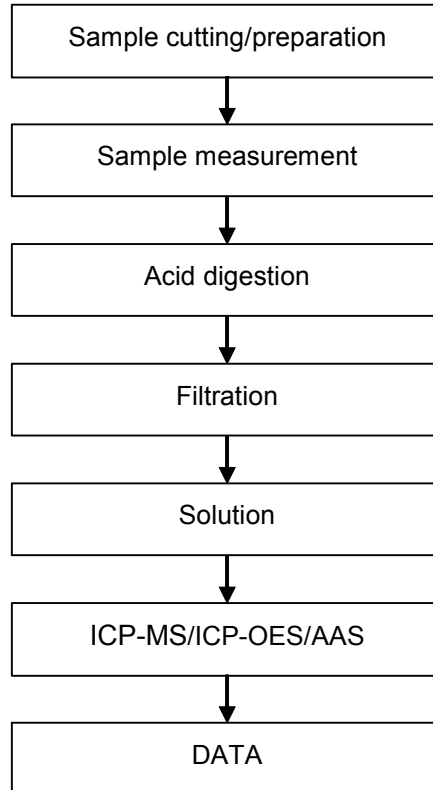 Sample cutting/preparation
Sample measurement
Acid digestion
Filtration
Solution
ICP-MS/ICP-OES/AAS
DATA